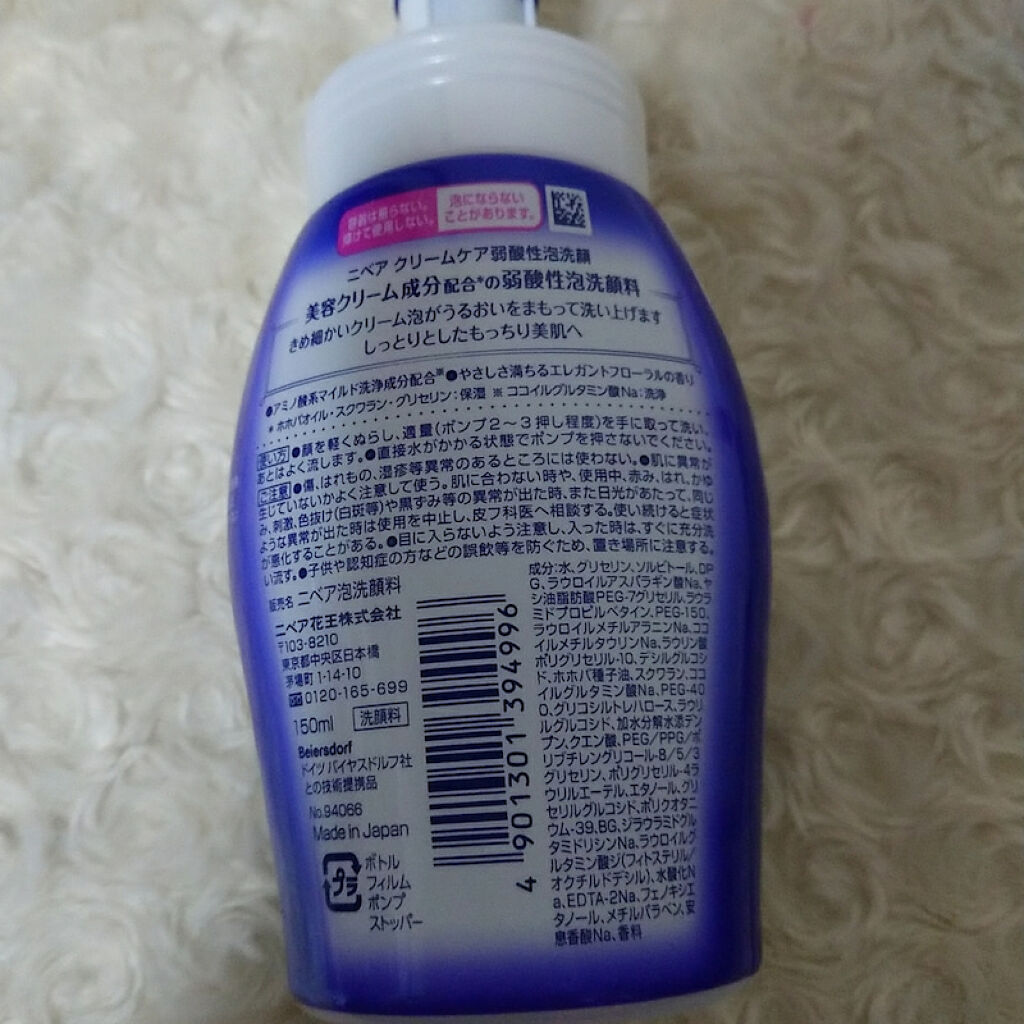 容器は振らない。
傾けて使用しない。
泡にならない
ことがあります。
ニベア クリームケア弱酸性泡洗顔
美容クリーム成分配合*の弱酸性泡洗顔料
きめ細かいクリーム泡がうるおいをまもって洗い上げます
しっとりとしたもっちり美肌へ
●アミノ酸系マイルド洗浄成分配合※●やさしさ満ちるエレガントフローラルの香り
* ホホバオイル・スクワラン・グリセリン:保湿 ※ ココイルグルタミン酸Na:洗浄
使い方 ●顔を軽くぬらし、適量(ポンプ2〜3押し程度)を手に取って洗い、
あとはよく流します。●直接水がかかる状態でポンプを押さないでください。
ご注意 ●傷、はれもの、湿疹等異常のあるところには使わない。●肌に異常が
生じていないかよく注意して使う。肌に合わない時や、使用中、赤み、はれ、かゆ
み、刺激、色抜け(白斑等)や黒ずみ等の異常が出た時、また日光があたって、同じ
ような異常が出た時は使用を中止し、皮フ科医へ相談する。使い続けると症状
が悪化することがある。●目に入らないよう注意し、入った時は、すぐに充分洗
い流す。●子供や認知症の方などの誤飲等を防ぐため、置き場所に注意する。
販売名 ニベア泡洗顔料
ニベア花王株式会社
〒103-8210
東京都中央区日本橋
茅場町1-14-10
0120-165-699
150ml 洗顔料
Beiersdorf
ドイツ バイヤスドルフ社
との技術提携品
No.94066
Made in Japan
プラ
ボトル
フィルム
ポンプ
ストッパー
4 901301 394996
成分:水、グリセリン、ソルビトール、DP
G、ラウロイルアスパラギン酸Na、ヤ
シ油脂肪酸PEG-7グリセリル、ラウラ
ミドプロピルベタイン、PEG-150、
ラウロイルメチルアラニンNa、ココ
イルメチルタウリンNa、ラウリン酸
ポリグリセリル-10、デシルグルコシ
ド、ホホバ種子油、スクワラン、ココ
イルグルタミン酸Na、PEG-40
0、グリコシルトレハロース、ラウリ
ルグルコシド、加水分解水添デン
プン、クエン酸、PEG/PPG/ポ
リブチレングリコール-8/5/3
グリセリン、ポリグリセリル-4ラ
ウリルエーテル、エタノール、グリ
セリルグルコシド、ポリクオタニ
ウム-39、BG、ジラウラミドグル
タミドリシンNa、ラウロイルグ
ルタミン酸ジ(フィトステリル/
オクチルドデシル)、水酸化N
a、EDTA-2Na、フェノキシエ
タノール、メチルパラベン、安
息香酸Na、香料